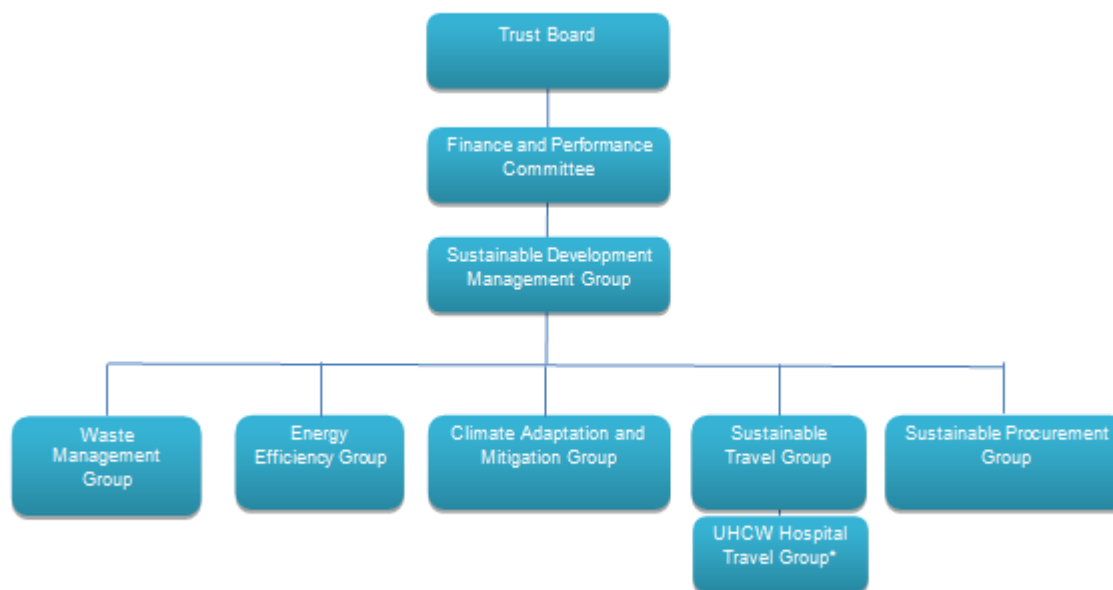 Trust Board
Finance and Performance
Committee
Sustainable Development
Management Group
Waste
Management
Group
Energy
Efficiency Group
Climate Adaptation and
Mitigation Group
Sustainable
Travel Group
Sustainable Procurement
Group
UHCW Hospital
Travel Group*